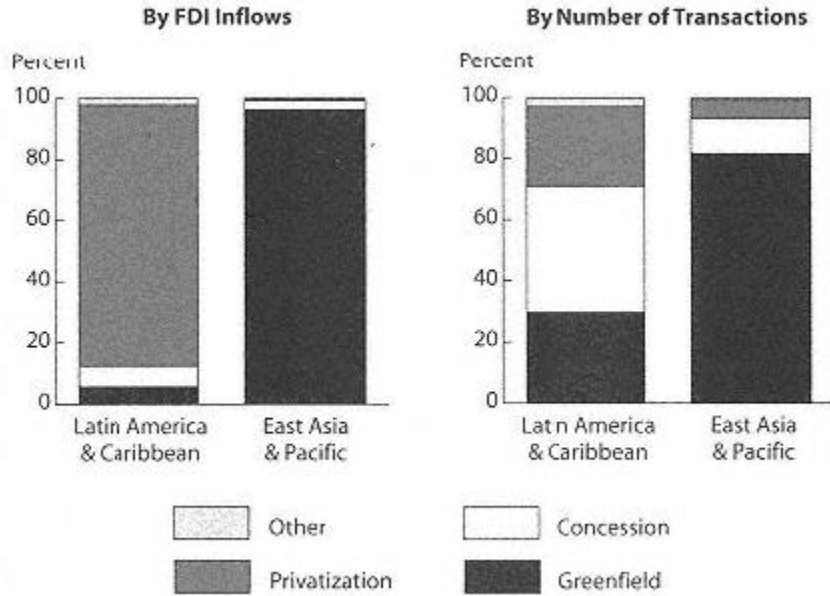 By FDI Inflows
Percent
100
80
60
40
20
0
Latin America
& Caribbean
East Asia
& Pacific
By Number of Transactions
Percent
100
80
60
40
20
0
Lat n America
& Caribbean
East Asia
& Pacific
Other
Concession
Privatization
Greenfield